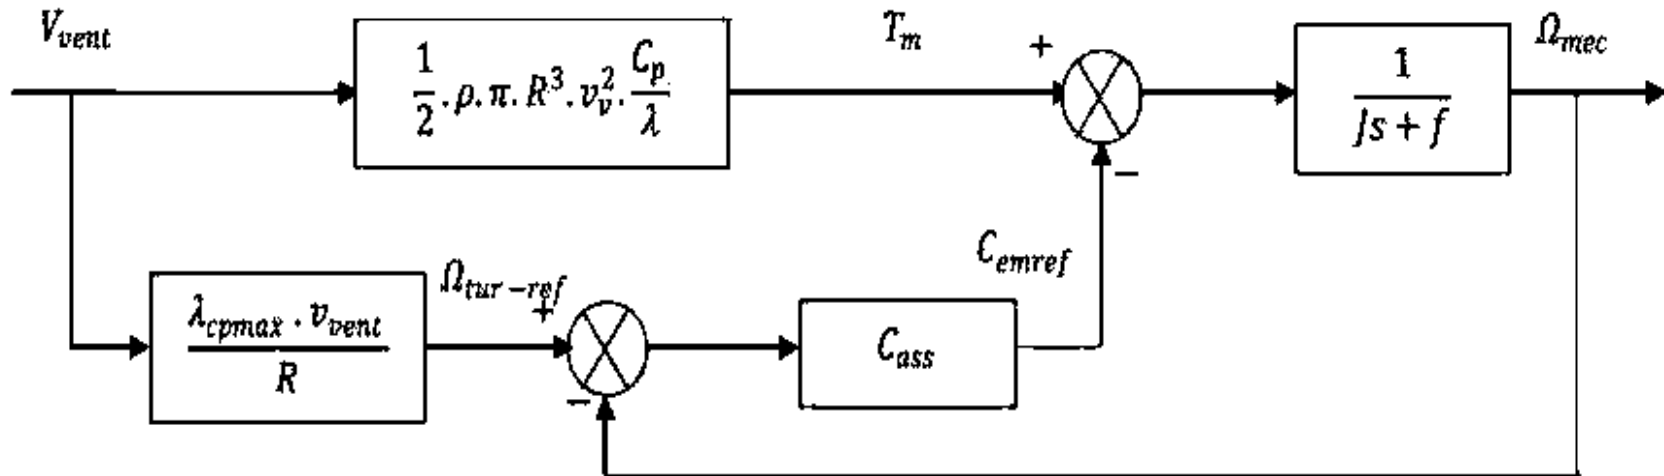 V_vent
1/2 . ρ. π. R^3 . v_v^2 . C_p/λ
T_m
+
−
1/(Js + f)
Ω_mec
C_emref
Ω_tur−ref
+
−
λ_cpmax . v_vent / R
C_ass